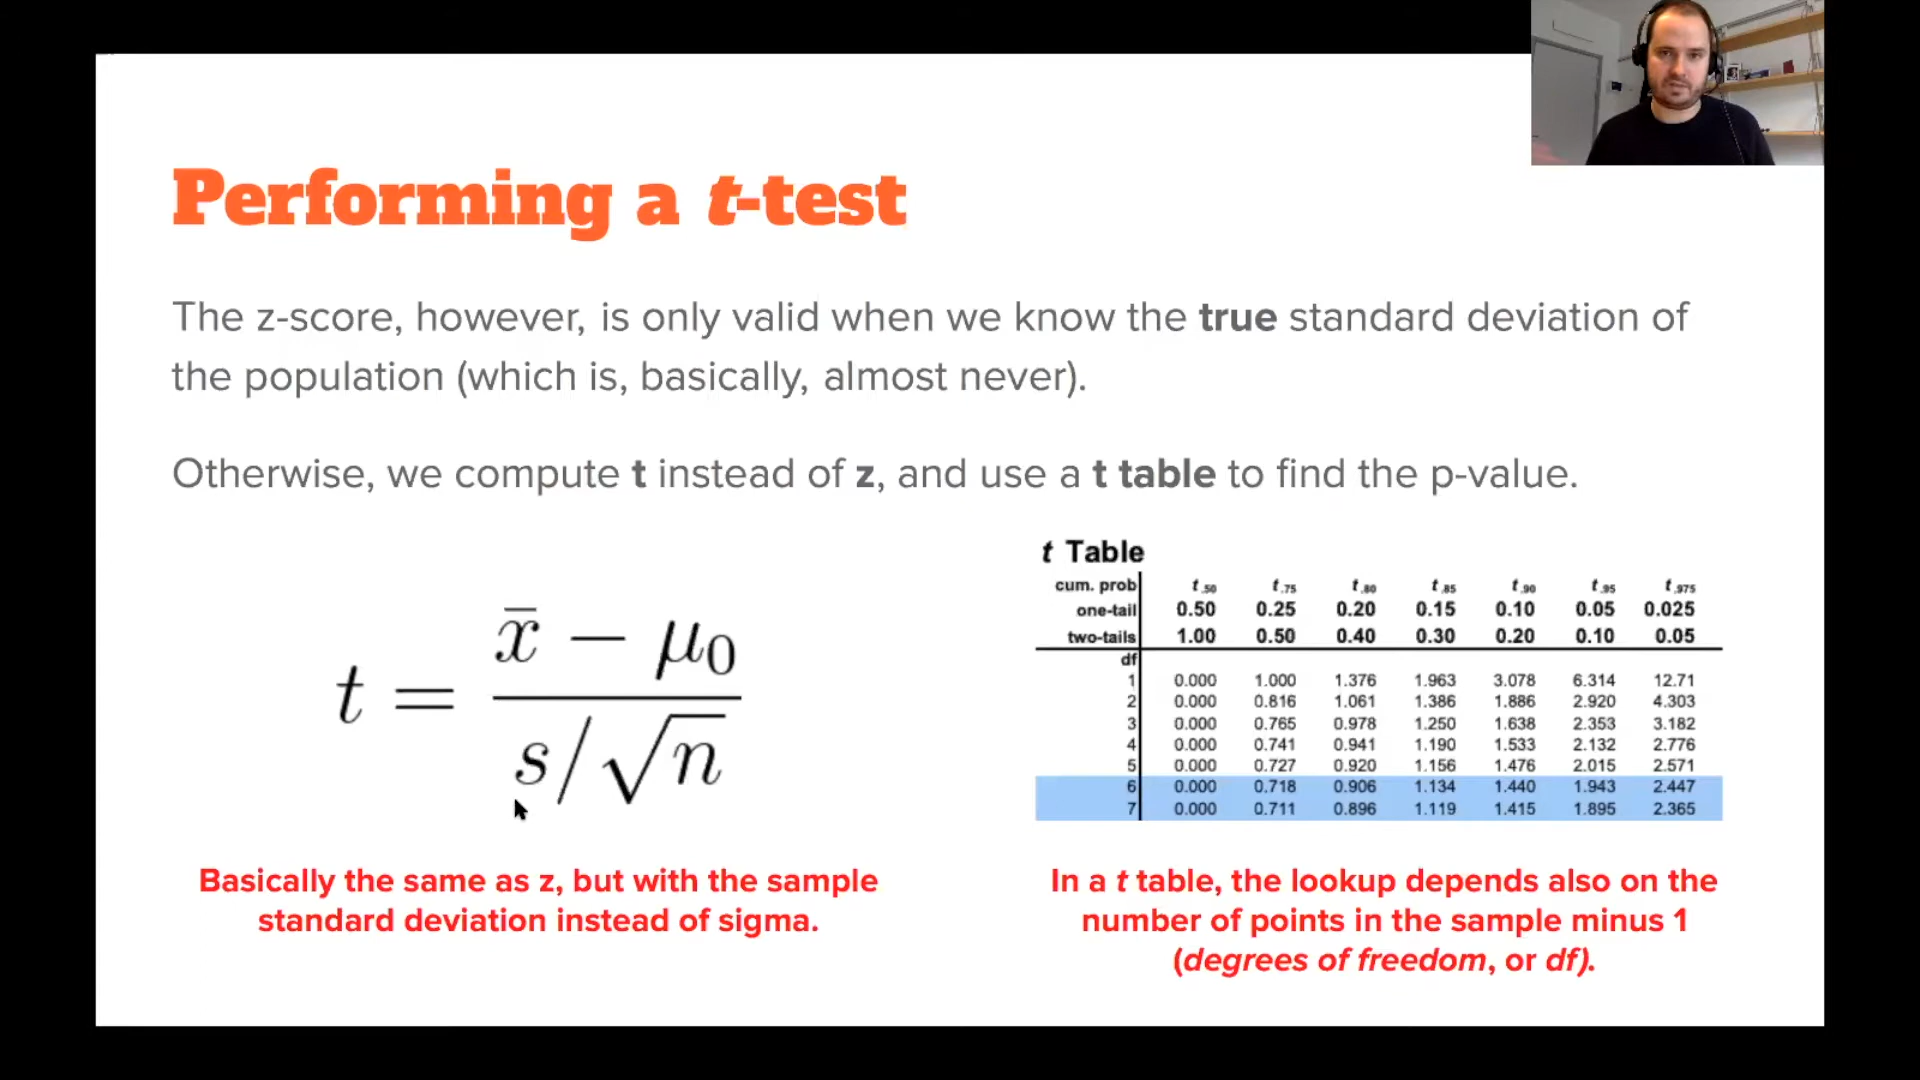 Performing a t-test
The z-score, however, is only valid when we know the true standard deviation of
the population (which is, basically, almost never).
Otherwise, we compute t instead of z, and use a t table to find the p-value.
t = x̄ − μ₀ / s/√n
Basically the same as z, but with the sample
standard deviation instead of sigma.
t Table
cum. prob t.50 t.75 t.80 t.85 t.90 t.95 t.975
one-tail 0.50 0.25 0.20 0.15 0.10 0.05 0.025
two-tails 1.00 0.50 0.40 0.30 0.20 0.10 0.05
df
1 0.000 1.000 1.376 1.963 3.078 6.314 12.71
2 0.000 0.816 1.061 1.386 1.886 2.920 4.303
3 0.000 0.765 0.978 1.250 1.638 2.353 3.182
4 0.000 0.741 0.941 1.190 1.533 2.132 2.776
5 0.000 0.727 0.920 1.156 1.476 2.015 2.571
6 0.000 0.718 0.906 1.134 1.440 1.943 2.447
7 0.000 0.711 0.896 1.119 1.415 1.895 2.365
In a t table, the lookup depends also on the
number of points in the sample minus 1
(degrees of freedom, or df).